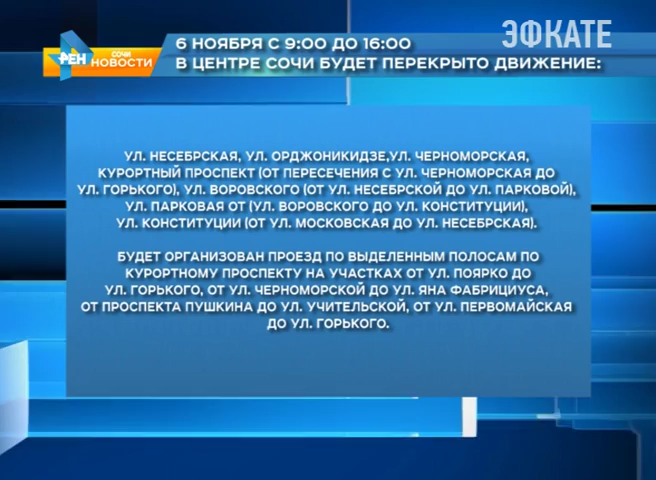 ЭФКАТЕ
РЕН
СОЧИ
НОВОСТИ
6 НОЯБРЯ С 9:00 ДО 16:00
В ЦЕНТРЕ СОЧИ БУДЕТ ПЕРЕКРЫТО ДВИЖЕНИЕ:
УЛ. НЕСЕБРСКАЯ, УЛ. ОРДЖОНИКИДЗЕ,УЛ. ЧЕРНОМОРСКАЯ,
КУРОРТНЫЙ ПРОСПЕКТ (ОТ ПЕРЕСЕЧЕНИЯ С УЛ. ЧЕРНОМОРСКАЯ ДО
УЛ. ГОРЬКОГО), УЛ. ВОРОВСКОГО (ОТ УЛ. НЕСЕБРСКОЙ ДО УЛ. ПАРКОВОЙ),
УЛ. ПАРКОВАЯ ОТ (УЛ. ВОРОВСКОГО ДО УЛ. КОНСТИТУЦИИ),
УЛ. КОНСТИТУЦИИ (ОТ УЛ. МОСКОВСКАЯ ДО УЛ. НЕСЕБРСКАЯ).
БУДЕТ ОРГАНИЗОВАН ПРОЕЗД ПО ВЫДЕЛЕННЫМ ПОЛОСАМ ПО
КУРОРТНОМУ ПРОСПЕКТУ НА УЧАСТКАХ ОТ УЛ. ПОЯРКО ДО
УЛ. ГОРЬКОГО, ОТ УЛ. ЧЕРНОМОРСКОЙ ДО УЛ. ЯНА ФАБРИЦИУСА,
ОТ ПРОСПЕКТА ПУШКИНА ДО УЛ. УЧИТЕЛЬСКОЙ, ОТ УЛ. ПЕРВОМАЙСКАЯ
ДО УЛ. ГОРЬКОГО.